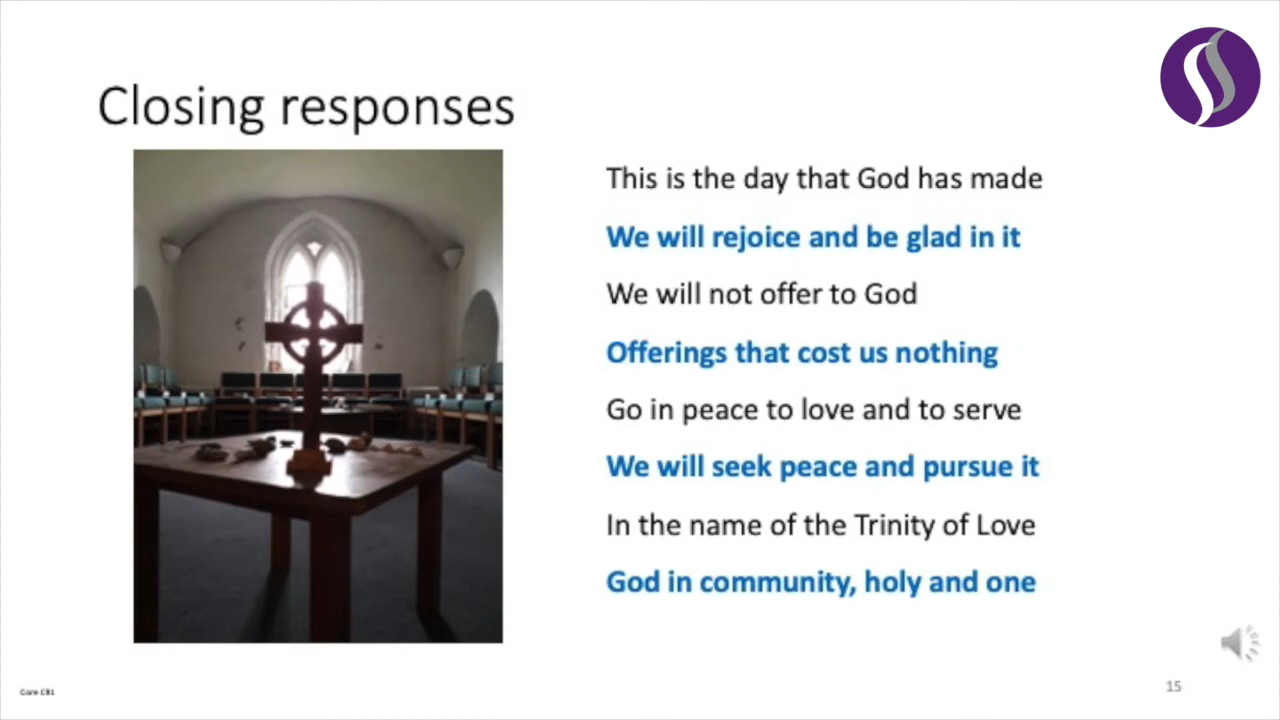 Closing responses
This is the day that God has made
We will rejoice and be glad in it
We will not offer to God
Offerings that cost us nothing
Go in peace to love and to serve
We will seek peace and pursue it
In the name of the Trinity of Love
God in community, holy and one
Core CR1
15